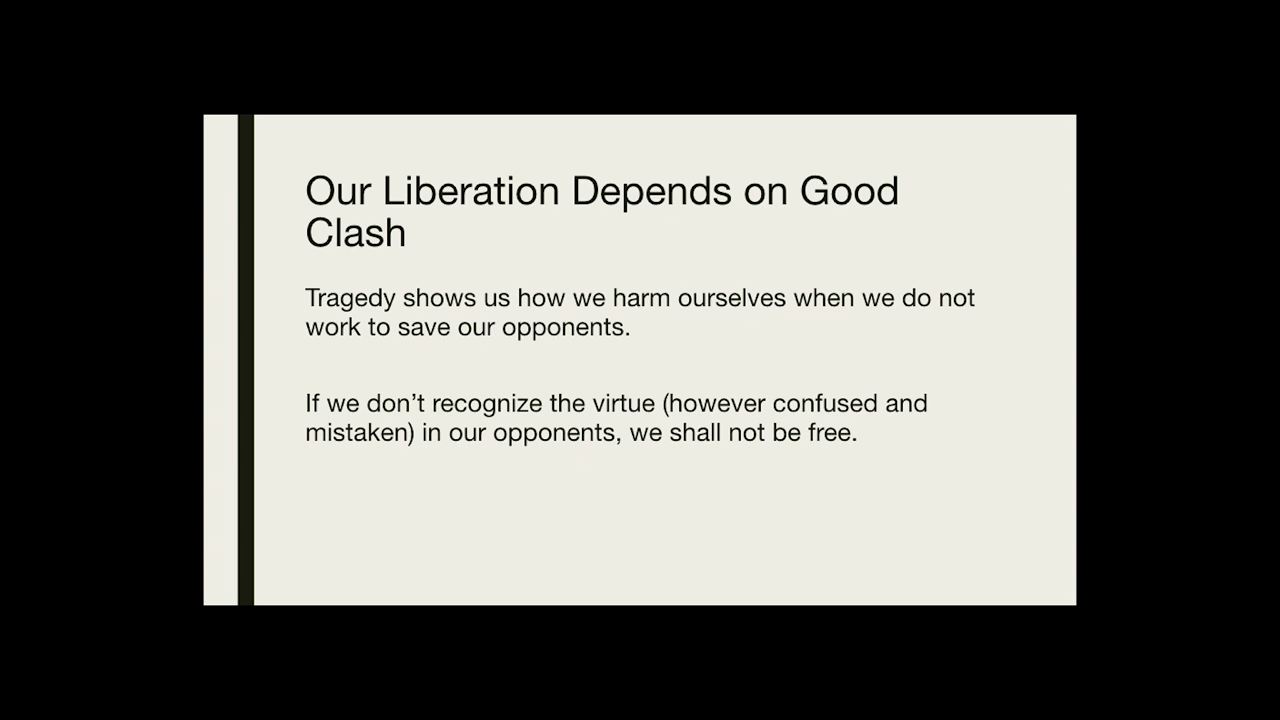 Our Liberation Depends on Good
Clash
Tragedy shows us how we harm ourselves when we do not
work to save our opponents.
If we don’t recognize the virtue (however confused and
mistaken) in our opponents, we shall not be free.